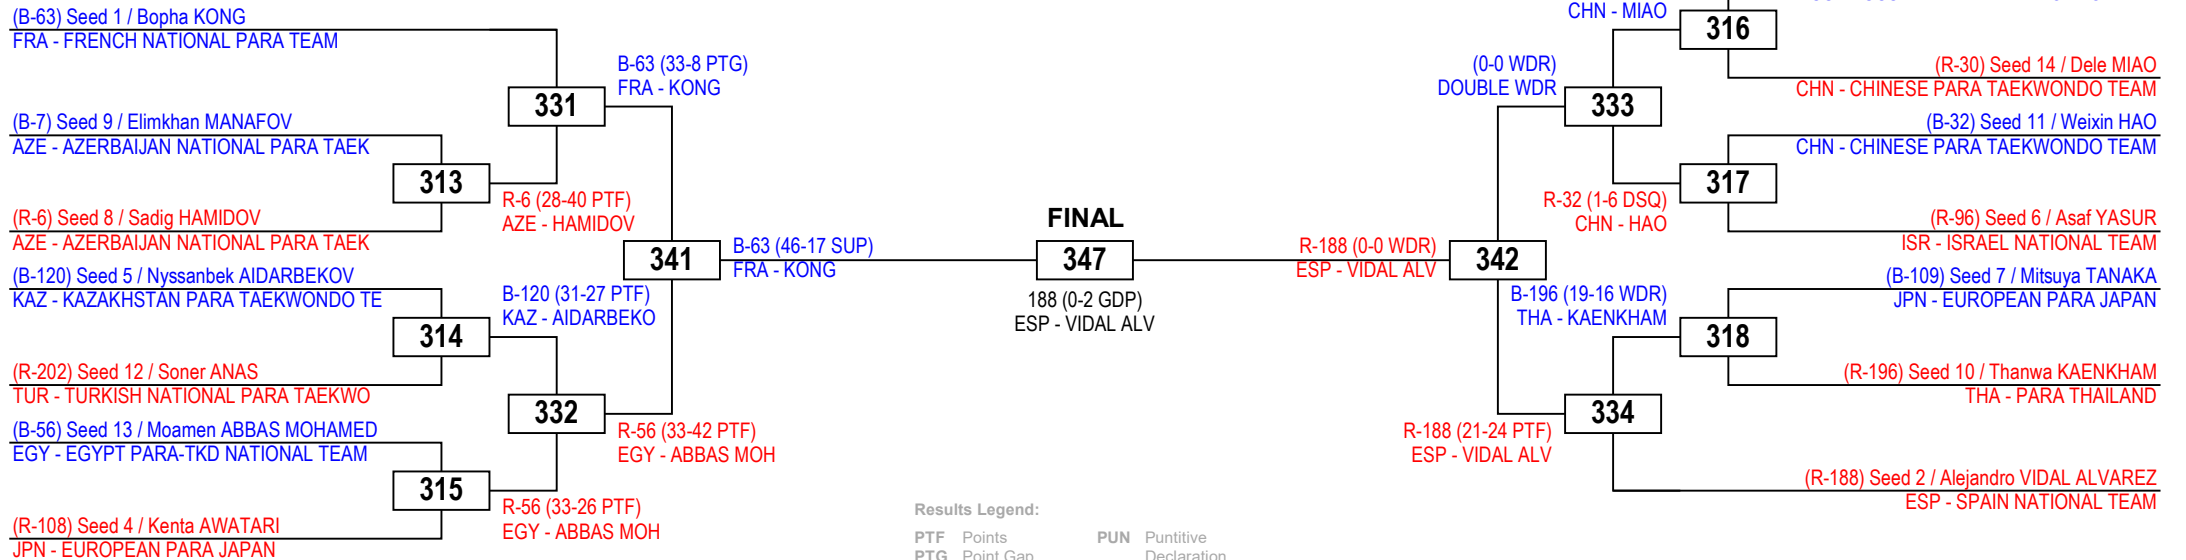 (B-63) Seed 1 / Bopha KONG
FRA - FRENCH NATIONAL PARA TEAM
B-63 (33-8 PTG)
FRA - KONG
331
(B-7) Seed 9 / Elimkhan MANAFOV
AZE - AZERBAIJAN NATIONAL PARA TAEK
313
R-6 (28-40 PTF)
AZE - HAMIDOV
(R-6) Seed 8 / Sadig HAMIDOV
AZE - AZERBAIJAN NATIONAL PARA TAEK
341
B-63 (46-17 SUP)
FRA - KONG
(B-120) Seed 5 / Nyssanbek AIDARBEKOV
KAZ - KAZAKHSTAN PARA TAEKWONDO TE
B-120 (31-27 PTF)
KAZ - AIDARBEKO
314
(R-202) Seed 12 / Soner ANAS
TUR - TURKISH NATIONAL PARA TAEKWO
332
R-56 (33-42 PTF)
EGY - ABBAS MOH
(B-56) Seed 13 / Moamen ABBAS MOHAMED
EGY - EGYPT PARA-TKD NATIONAL TEAM
315
R-56 (33-26 PTF)
EGY - ABBAS MOH
(R-108) Seed 4 / Kenta AWATARI
JPN - EUROPEAN PARA JAPAN
FINAL
347
188 (0-2 GDP)
ESP - VIDAL ALV
CHN - MIAO
316
(R-30) Seed 14 / Dele MIAO
CHN - CHINESE PARA TAEKWONDO TEAM
(0-0 WDR)
DOUBLE WDR
333
(B-32) Seed 11 / Weixin HAO
CHN - CHINESE PARA TAEKWONDO TEAM
317
R-32 (1-6 DSQ)
CHN - HAO
(R-96) Seed 6 / Asaf YASUR
ISR - ISRAEL NATIONAL TEAM
R-188 (0-0 WDR)
ESP - VIDAL ALV
342
(B-109) Seed 7 / Mitsuya TANAKA
JPN - EUROPEAN PARA JAPAN
B-196 (19-16 WDR)
THA - KAENKHAM
318
(R-196) Seed 10 / Thanwa KAENKHAM
THA - PARA THAILAND
334
R-188 (21-24 PTF)
ESP - VIDAL ALV
(R-188) Seed 2 / Alejandro VIDAL ALVAREZ
ESP - SPAIN NATIONAL TEAM
Results Legend:
PTF Points
PUN Puntitive
PTG Point Gap
Declaration